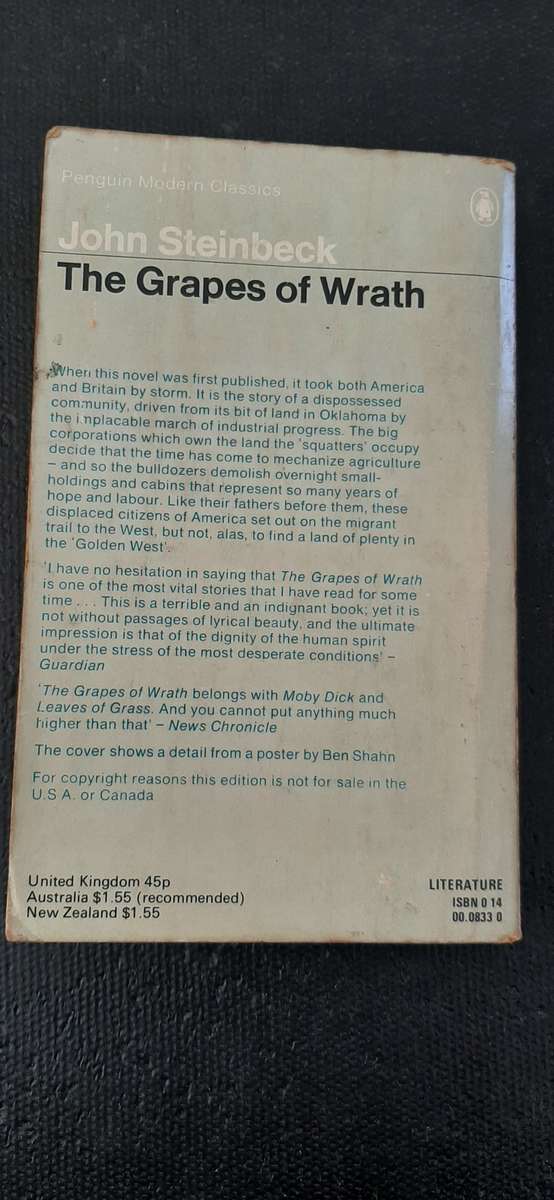 Penguin Modern Classics
John Steinbeck
The Grapes of Wrath
When this novel was first published, it took both America
and Britain by storm. It is the story of a dispossessed
community, driven from its bit of land in Oklahoma by
the implacable march of industrial progress. The big
corporations which own the land the 'squatters' occupy
decide that the time has come to mechanize agriculture
– and so the bulldozers demolish overnight small-
holdings and cabins that represent so many years of
hope and labour. Like their fathers before them, these
displaced citizens of America set out on the migrant
trail to the West, but not, alas, to find a land of plenty in
the 'Golden West'.
'I have no hesitation in saying that The Grapes of Wrath
is one of the most vital stories that I have read for some
time . . . This is a terrible and an indignant book; yet it is
not without passages of lyrical beauty, and the ultimate
impression is that of the dignity of the human spirit
under the stress of the most desperate conditions' –
Guardian
'The Grapes of Wrath belongs with Moby Dick and
Leaves of Grass. And you cannot put anything much
higher than that' – News Chronicle
The cover shows a detail from a poster by Ben Shahn
For copyright reasons this edition is not for sale in the
U.S.A. or Canada
United Kingdom 45p
Australia $1.55 (recommended)
New Zealand $1.55
LITERATURE
ISBN 0 14
00.0833 0